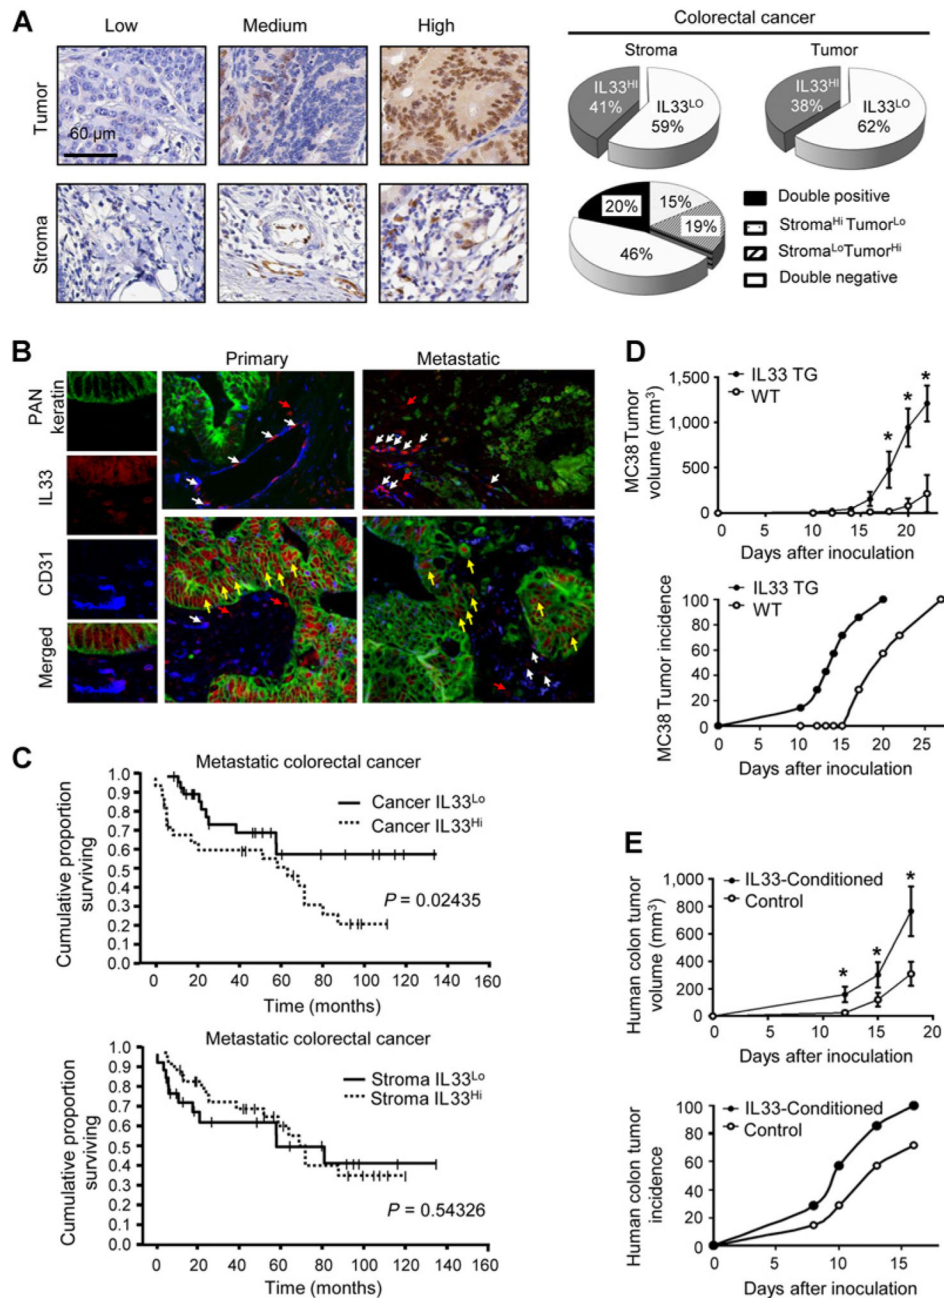 A
Low
Medium
High
Tumor
60 µm
Stroma
Colorectal cancer
Stroma
Tumor
IL33HI
41%
IL33LO
59%
IL33HI
38%
IL33LO
62%
20%
15%
19%
46%
Double positive
StromaHi TumorLo
StromaLoTumorHi
Double negative
B
Primary
Metastatic
PAN
keratin
IL33
CD31
Merged
C
Metastatic colorectal cancer
Cumulative proportion
surviving
1.0
0.9
0.8
0.7
0.6
0.5
0.4
0.3
0.2
0.1
0.0
Cancer IL33Lo
Cancer IL33Hi
P = 0.02435
0 20 40 60 80 100 120 140 160
Time (months)
Metastatic colorectal cancer
Cumulative proportion
surviving
1.0
0.9
0.8
0.7
0.6
0.5
0.4
0.3
0.2
0.1
0.0
Stroma IL33Lo
Stroma IL33Hi
P = 0.54326
0 20 40 60 80 100 120 140 160
Time (months)
D
IL33 TG
WT
MC38 Tumor
volume (mm3)
1,500
1,000
500
0
* * *
0 5 10 15 20
Days after inoculation
IL33 TG
WT
MC38 Tumor incidence
100
80
60
40
20
0
0 5 10 15 20 25
Days after inoculation
E
IL33-Conditioned
Control
Human colon tumor
volume (mm3)
1,000
800
600
400
200
0
* * *
0 5 10 15 20
Days after inoculation
IL33-Conditioned
Control
Human colon tumor
incidence
100
80
60
40
20
0
0 5 10 15
Days after inoculation